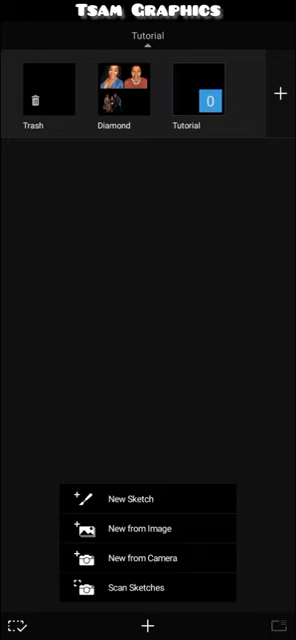 Tsam Graphics
Tutorial
Trash
Diamond
0
Tutorial
New Sketch
New from Image
New from Camera
Scan Sketches